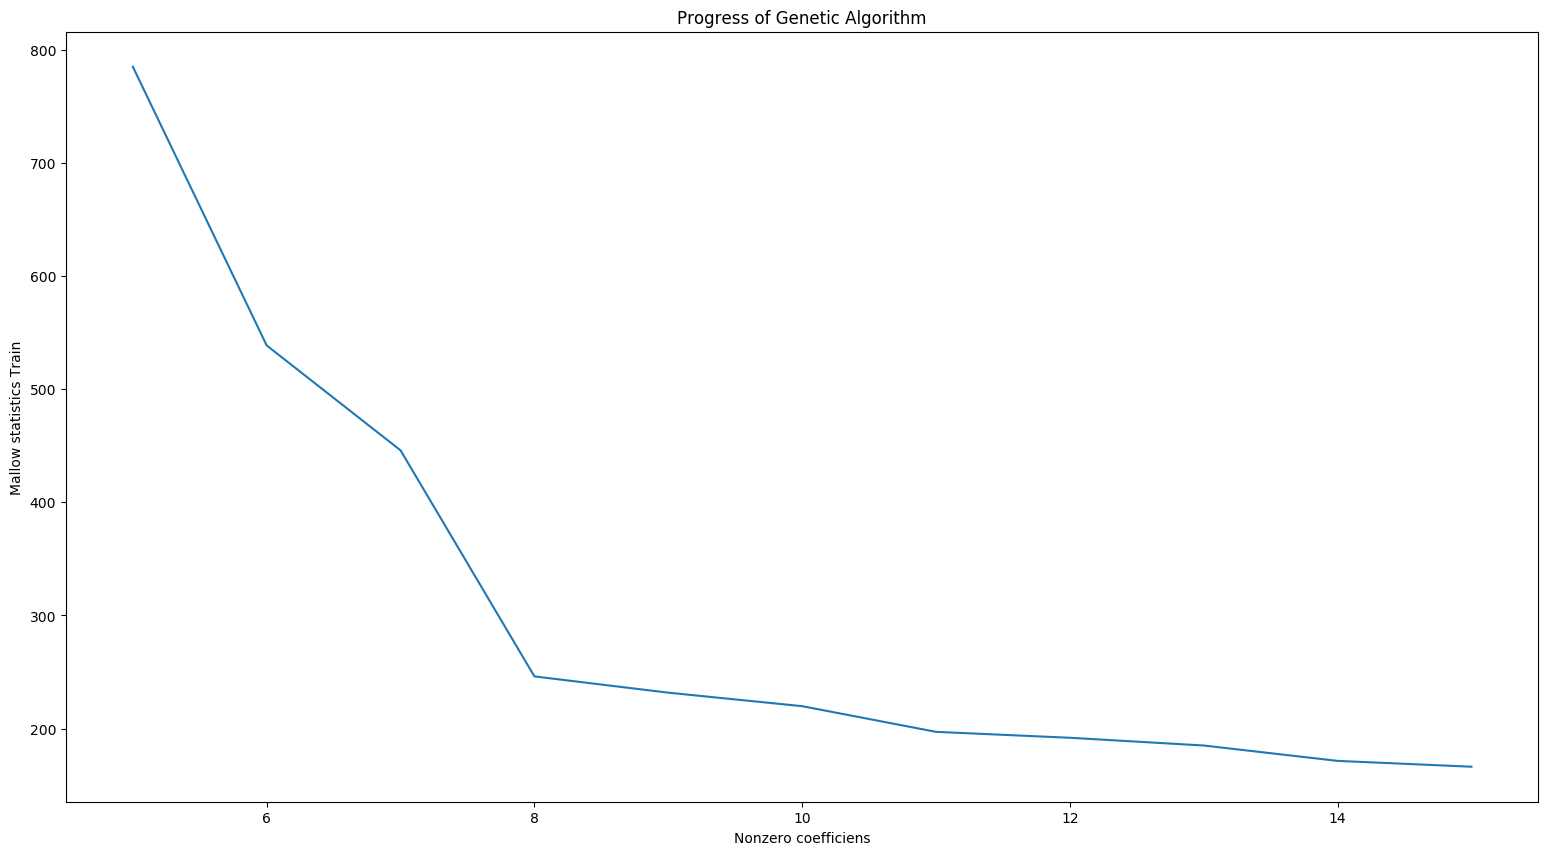 Progress of Genetic Algorithm
800
700
600
500
400
300
200
Mallow statistics Train
6 8 10 12 14
Nonzero coefficiens